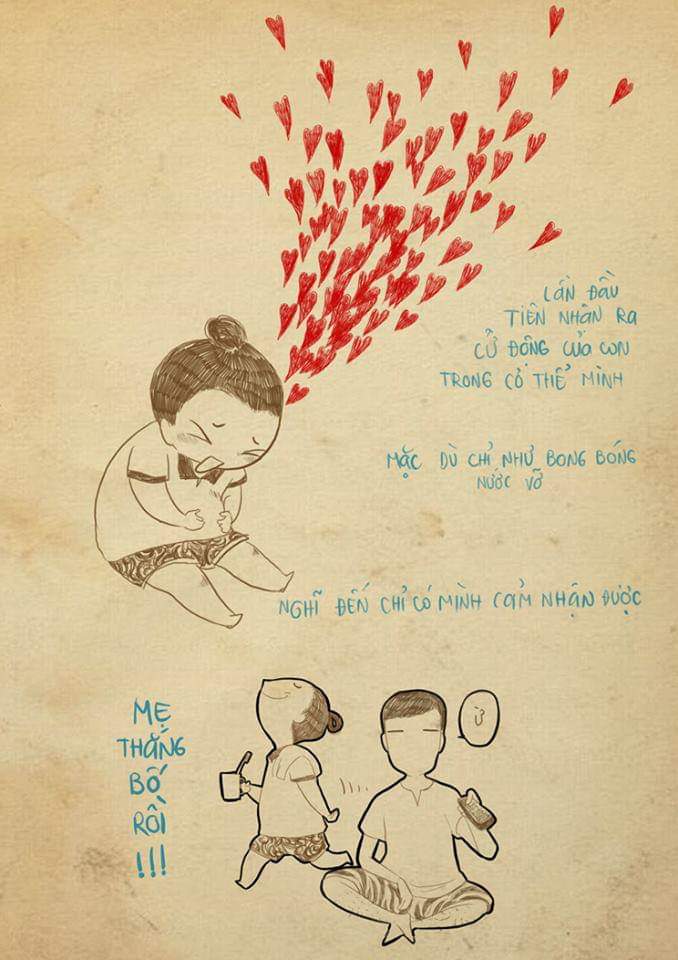 LẦN ĐẦU
TIÊN NHẬN RA
CỬ ĐỘNG CỦA CON
TRONG CƠ THỂ MÌNH
MẶC DÙ CHỈ NHƯ BONG BÓNG
NƯỚC VỠ
NGHĨ ĐẾN CHỈ CÓ MÌNH CẢM NHẬN ĐƯỢC
MẸ
THẮNG
BỐ
RỒI
!!!
Ừ